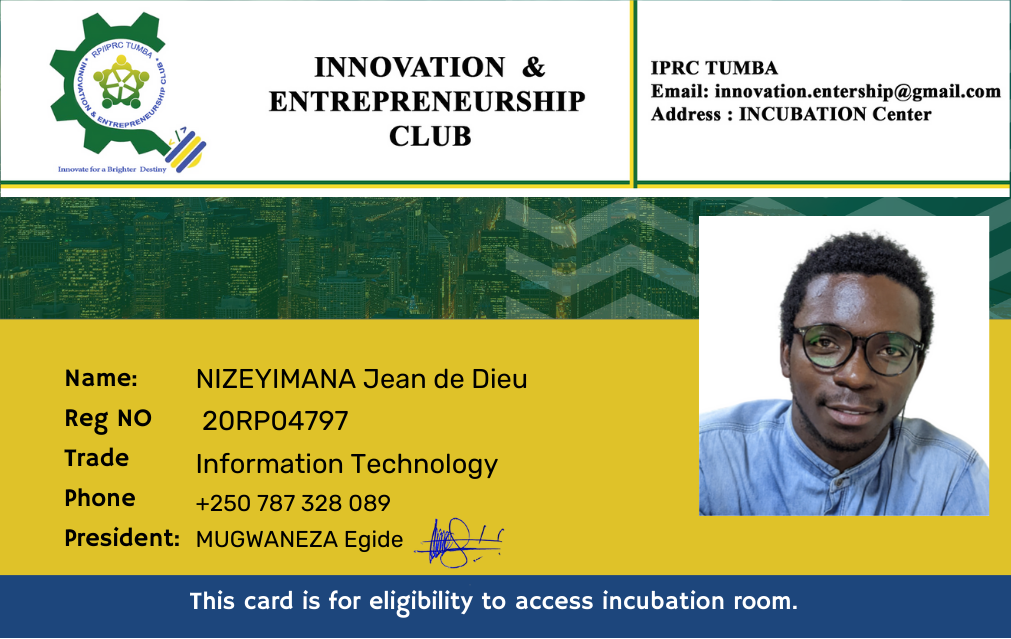 RP/IPRC TUMBA
INNOVATION & ENTREPRENEURSHIP CLUB
Innovate for a Brighter Destiny
INNOVATION &
ENTREPRENEURSHIP
CLUB
IPRC TUMBA
Email: innovation.entership@gmail.com
Address : INCUBATION Center
Name: NIZEYIMANA Jean de Dieu
Reg NO 20RP04797
Trade Information Technology
Phone +250 787 328 089
President: MUGWANEZA Egide
This card is for eligibility to access incubation room.